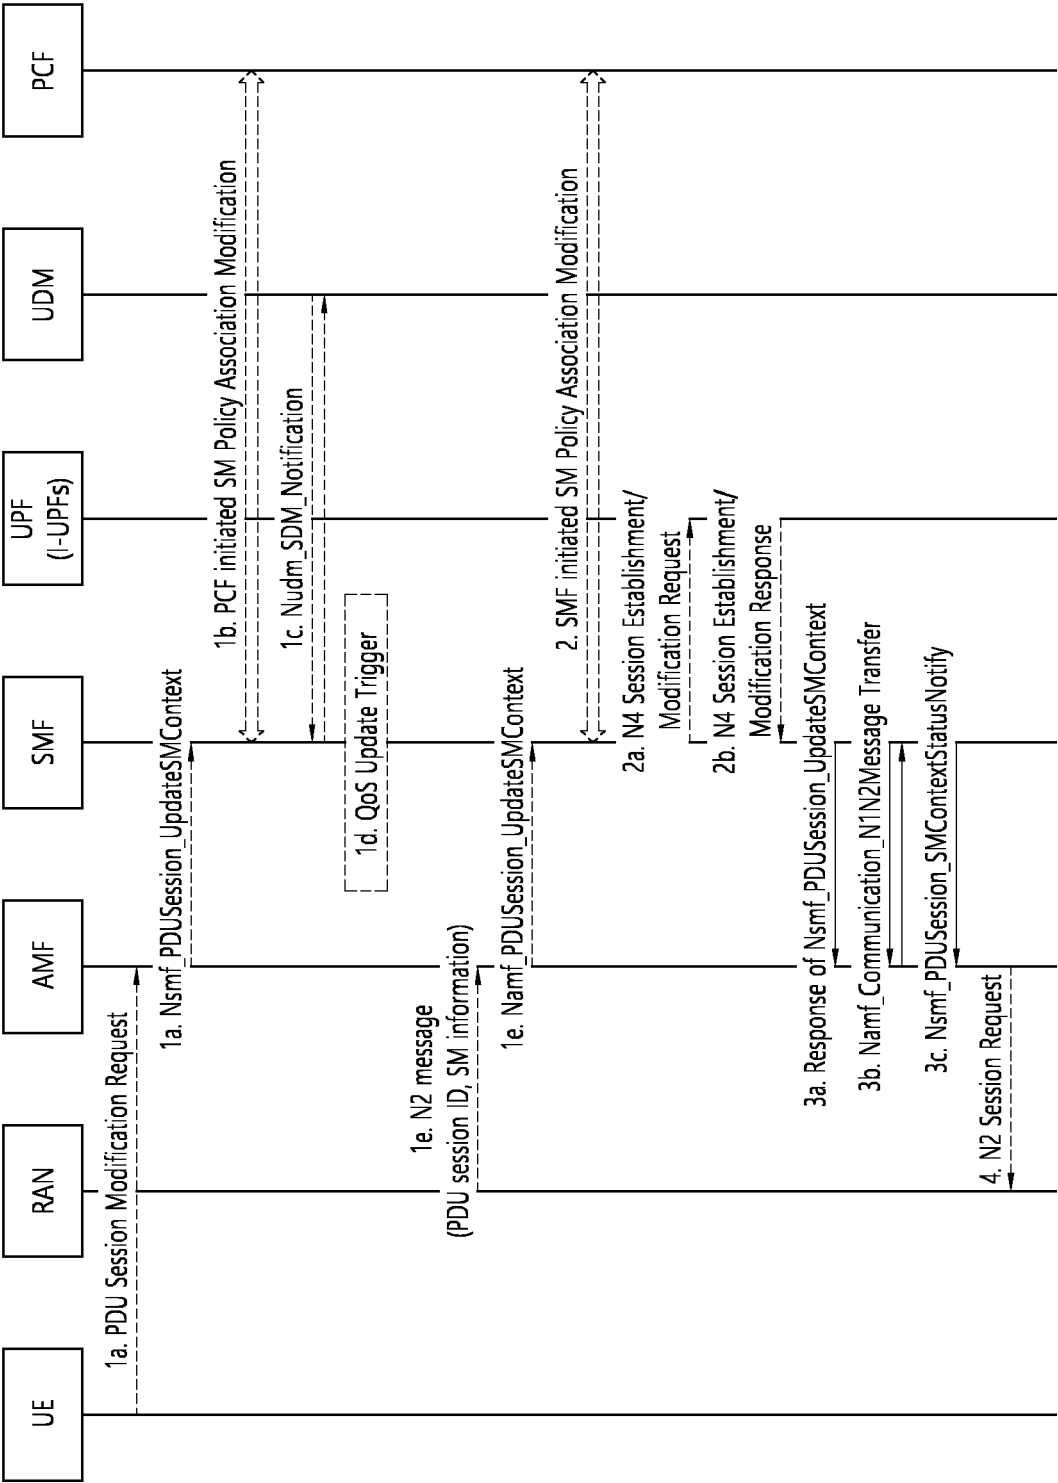 UE
RAN
AMF
SMF
UPF
(I-UPFs)
UDM
PCF
1a. PDU Session Modification Request
1a. Nsmf_PDUSession_UpdateSMContext
1b. PCF initiated SM Policy Association Modification
1c. Nudm_SDM_Notification
1d. QoS Update Trigger
1e. N2 message
(PDU session ID, SM information)
1e. Namf_PDUSession_UpdateSMContext
2. SMF initiated SM Policy Association Modification
2a. N4 Session Establishment/
Modification Request
2b. N4 Session Establishment/
Modification Response
3a. Response of Nsmf_PDUSession_UpdateSMContext
3b. Namf_Communication_N1N2Message Transfer
3c. Nsmf_PDUSession_SMContextStatusNotify
4. N2 Session Request